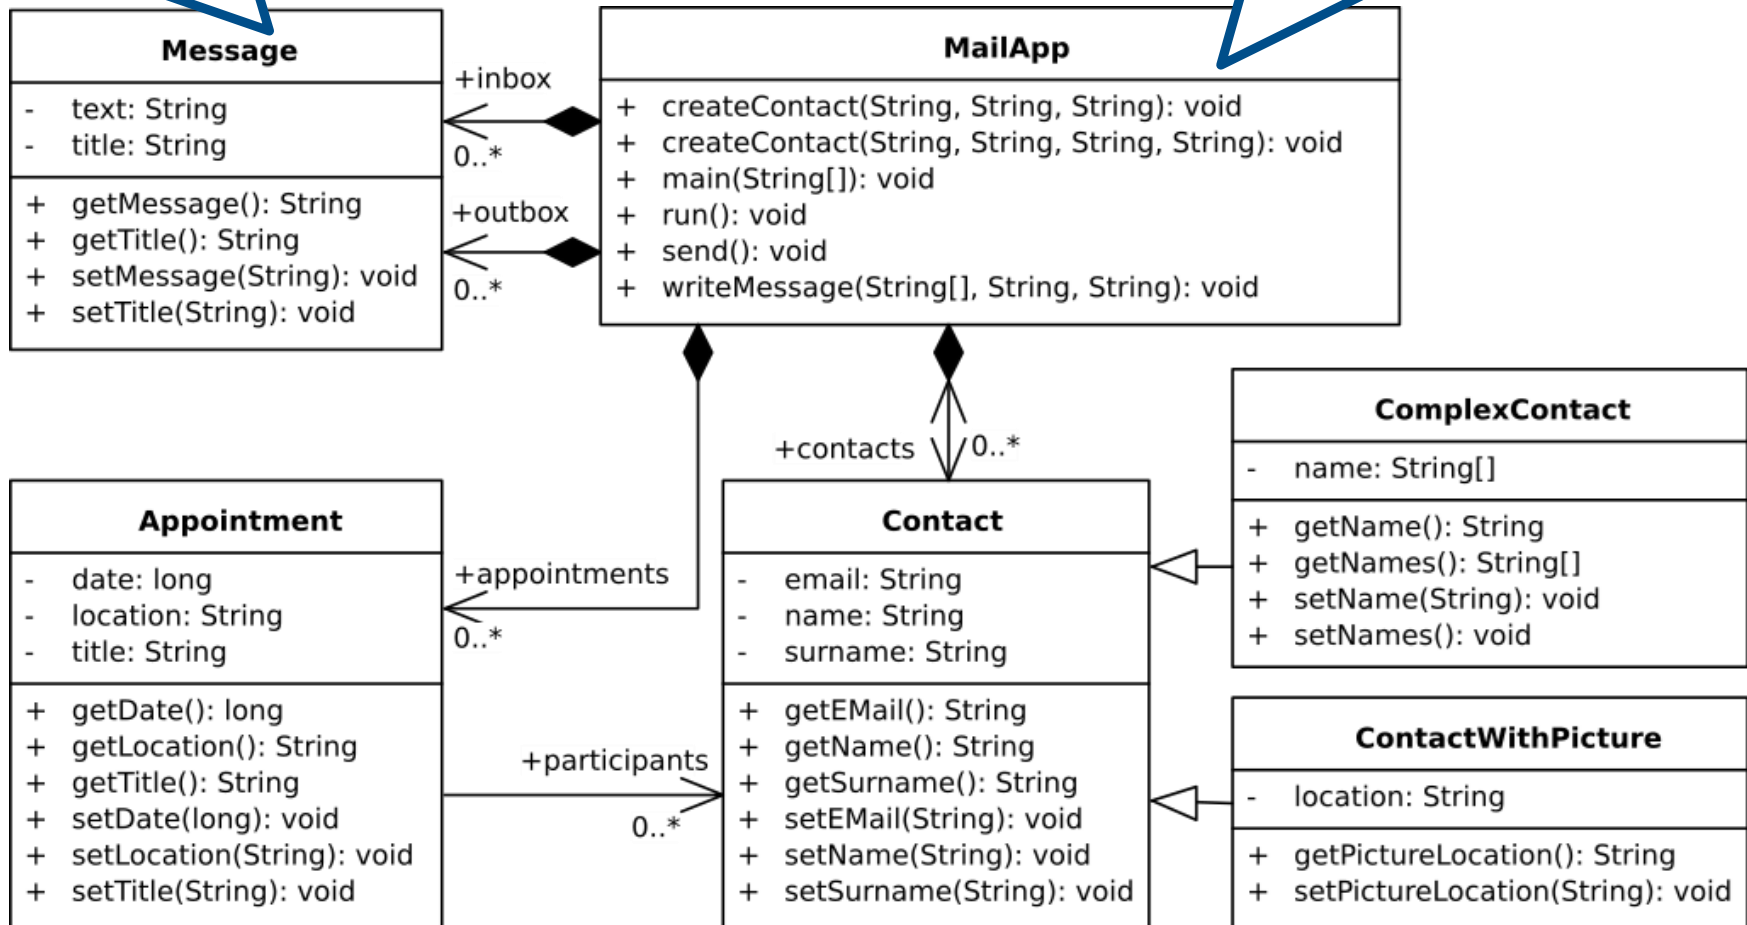 Message
- text: String
- title: String
+ getMessage(): String
+ getTitle(): String
+ setMessage(String): void
+ setTitle(String): void
+inbox
0..*
+outbox
0..*
MailApp
+ createContact(String, String, String): void
+ createContact(String, String, String, String): void
+ main(String[]): void
+ run(): void
+ send(): void
+ writeMessage(String[], String, String): void
+contacts
0..*
+appointments
0..*
Appointment
- date: long
- location: String
- title: String
+ getDate(): long
+ getLocation(): String
+ getTitle(): String
+ setDate(long): void
+ setLocation(String): void
+ setTitle(String): void
+participants
0..*
Contact
- email: String
- name: String
- surname: String
+ getEMail(): String
+ getName(): String
+ getSurname(): String
+ setEMail(String): void
+ setName(String): void
+ setSurname(String): void
ComplexContact
- name: String[]
+ getName(): String
+ getNames(): String[]
+ setName(String): void
+ setNames(): void
ContactWithPicture
- location: String
+ getPictureLocation(): String
+ setPictureLocation(String): void